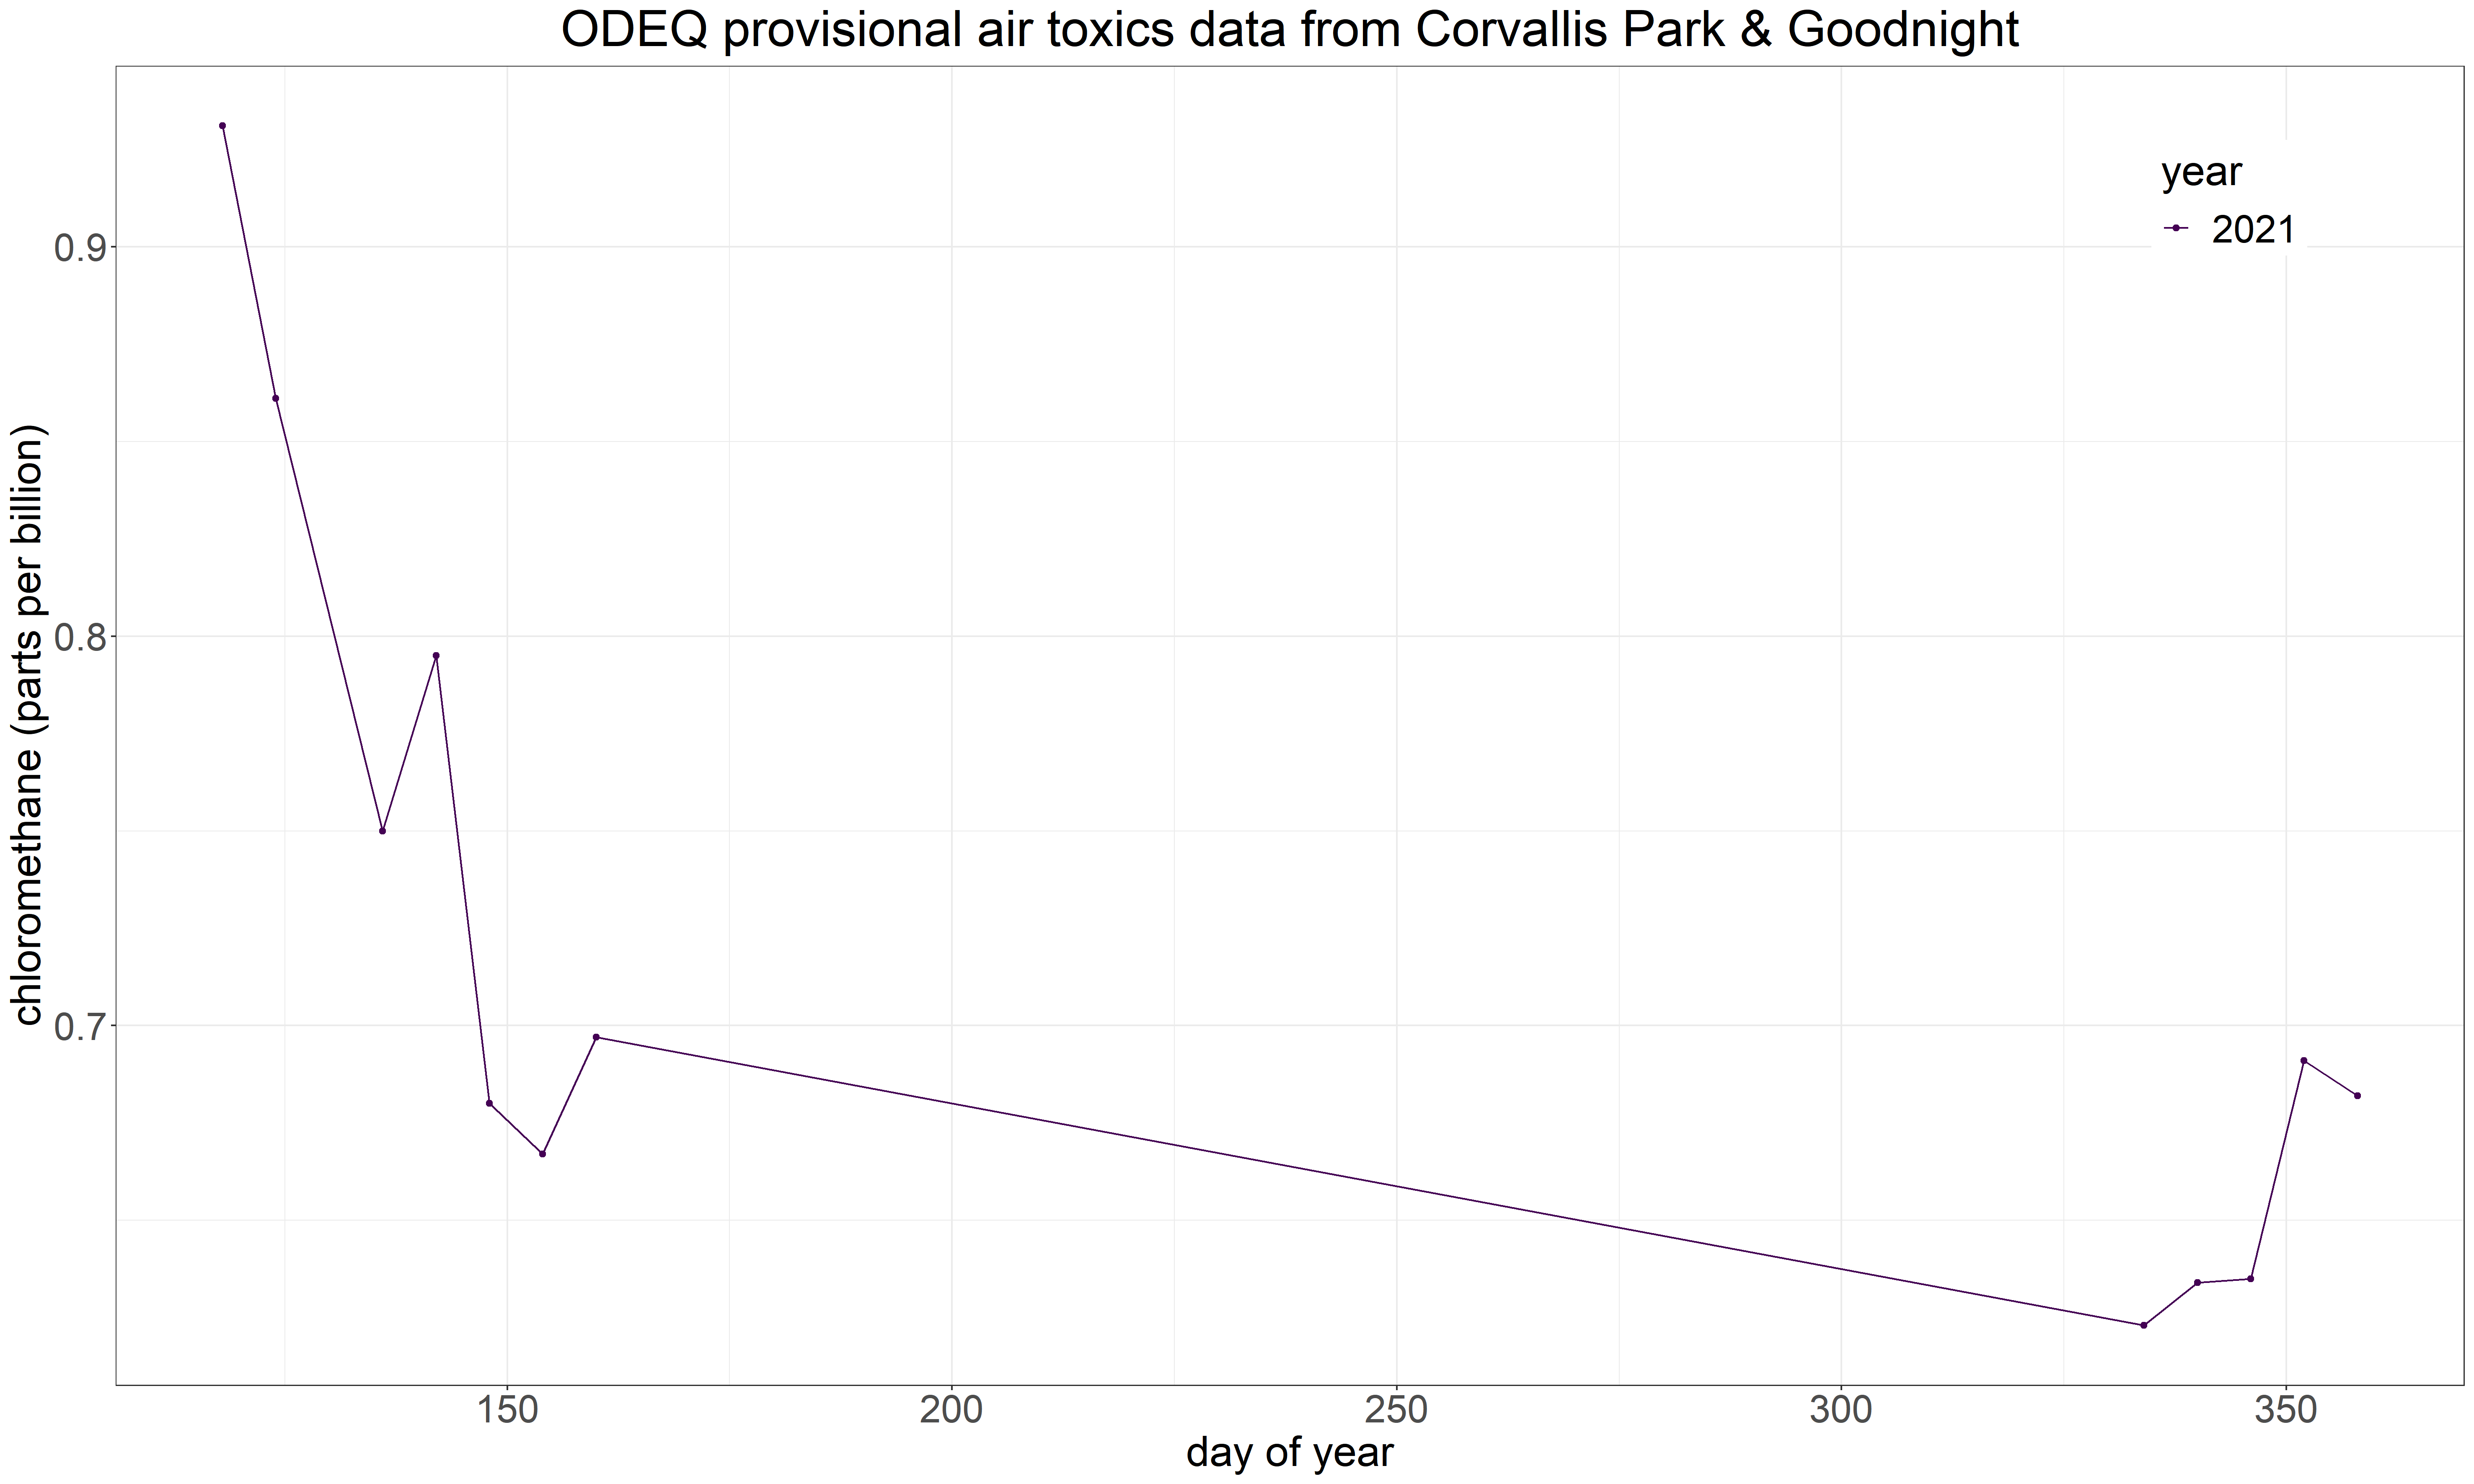 ODEQ provisional air toxics data from Corvallis Park & Goodnight
year
2021
chloromethane (parts per billion)
0.9
0.8
0.7
150
200
250
300
350
day of year